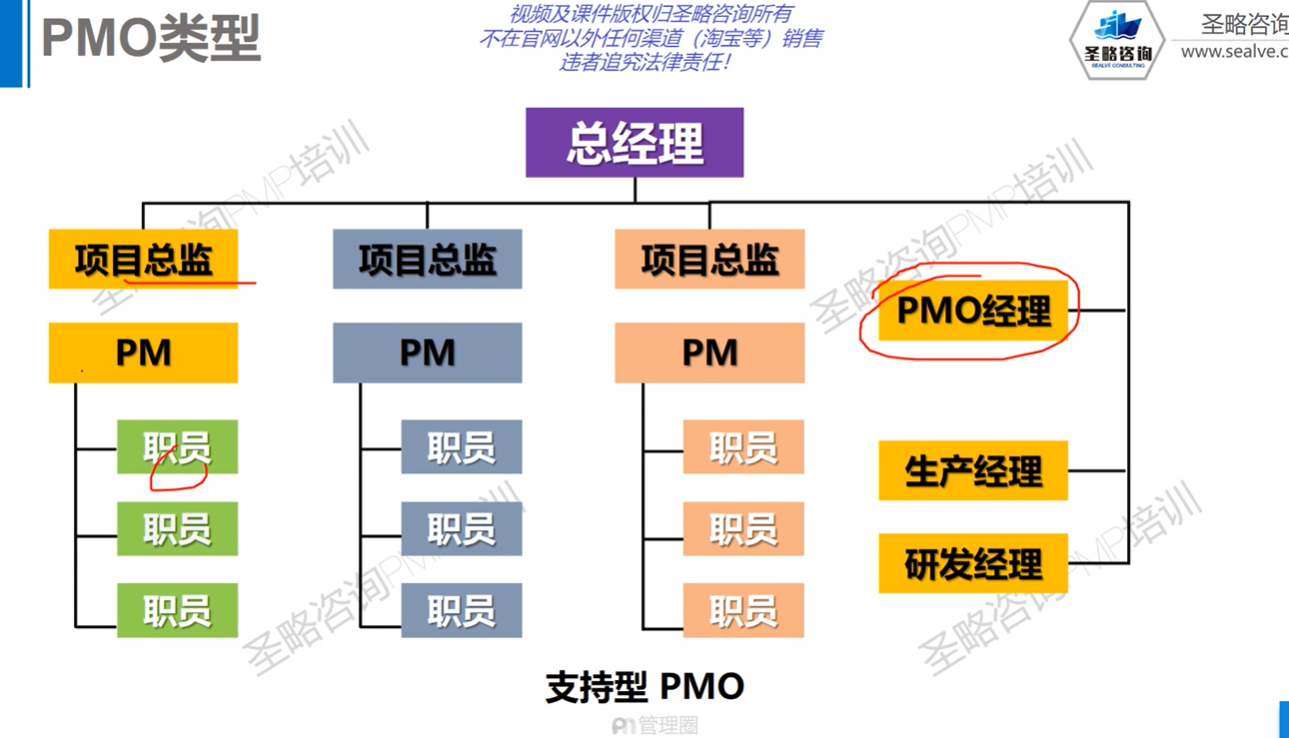 PMO类型
视频及课件版权归圣略咨询所有
不在官网以外任何渠道（淘宝等）销售
违者追究法律责任！
圣略咨询
SEALVE CONSULTING
圣略咨询
www.sealve.c
总经理
项目总监
项目总监
项目总监
PMO经理
PM
PM
PM
职员
职员
职员
生产经理
职员
职员
职员
研发经理
职员
职员
职员
圣略咨询PMP培训
圣略咨询PMP培训
圣略咨询PMP培训
圣略咨询PMP培训
支持型 PMO
管理圈